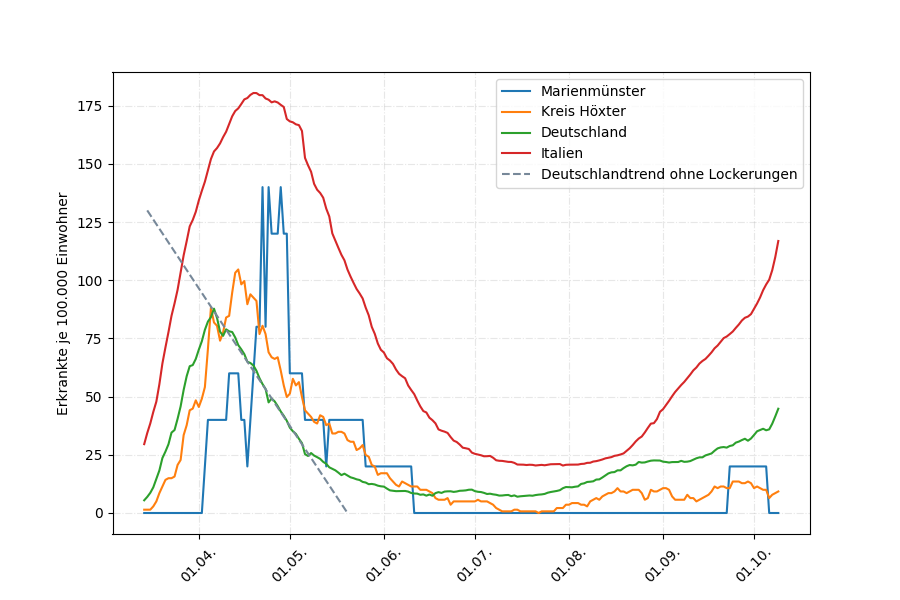 Marienmünster
Kreis Höxter
Deutschland
Italien
Deutschlandtrend ohne Lockerungen
Erkrankte je 100.000 Einwohner
175
150
125
100
75
50
25
0
01.04.
01.05.
01.06.
01.07.
01.08.
01.09.
01.10.